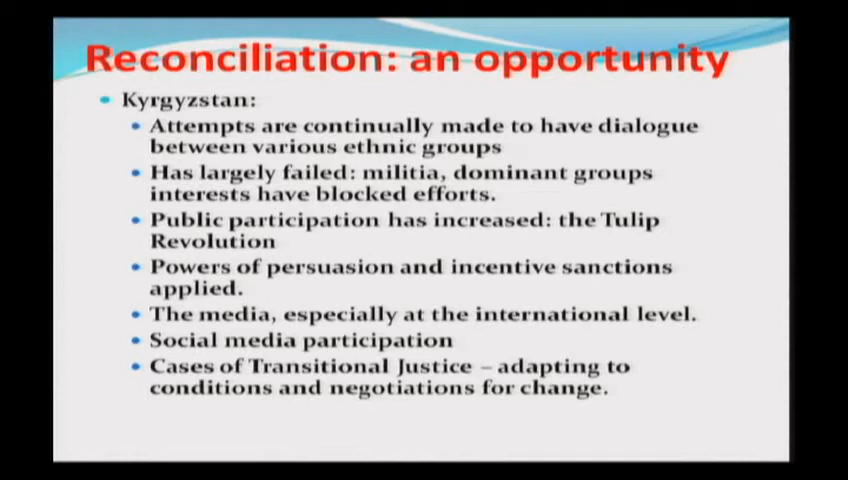 Reconciliation: an opportunity
Kyrgyzstan:
Attempts are continually made to have dialogue
between various ethnic groups
Has largely failed: militia, dominant groups
interests have blocked efforts.
Public participation has increased: the Tulip
Revolution
Powers of persuasion and incentive sanctions
applied.
The media, especially at the international level.
Social media participation
Cases of Transitional Justice – adapting to
conditions and negotiations for change.